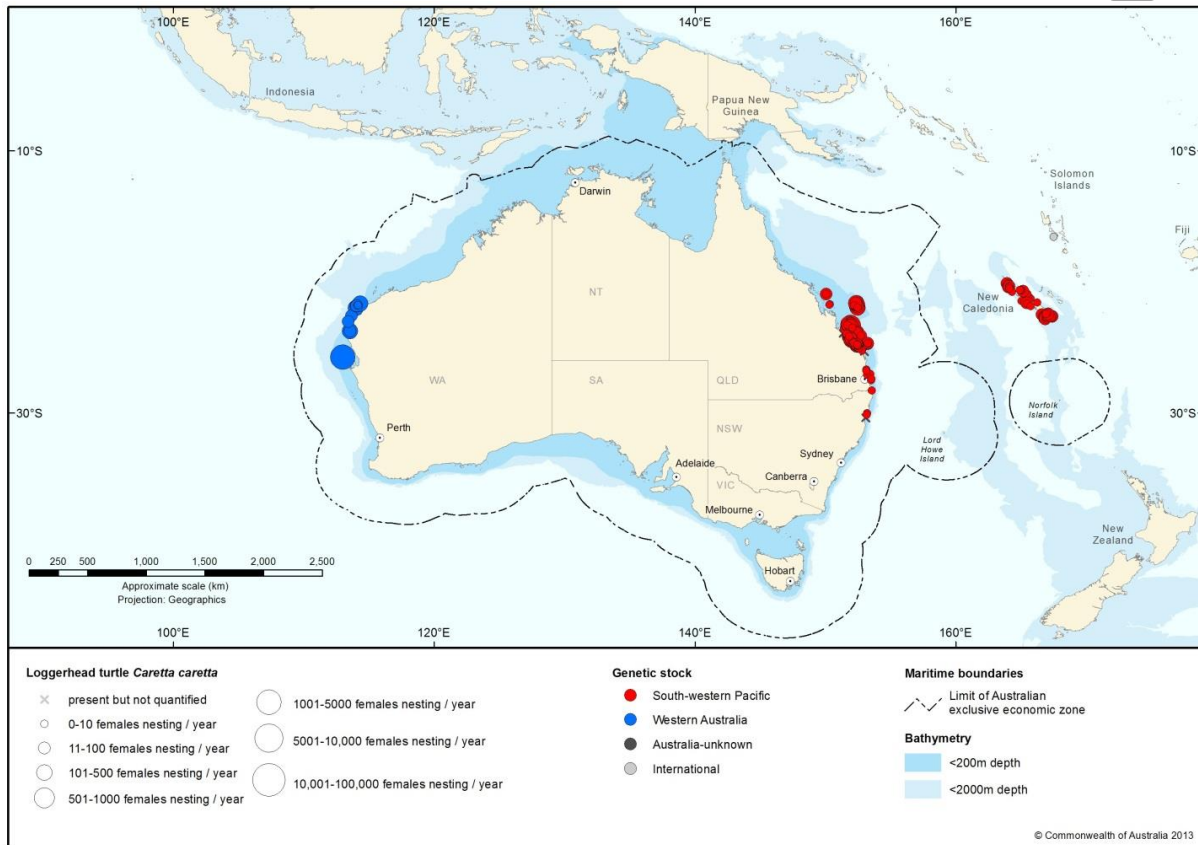 100°E 120°E 140°E 160°E
Indonesia
Papua New
Guinea
10°S 10°S
Solomon
Islands
Darwin
Fiji
NT
New
Caledonia
WA
SA
QLD
Brisbane
Norfolk
Island
30°S 30°S
NSW
Perth
Lord
Howe
Island
Sydney
Adelaide
Canberra
VIC
Melbourne
New
Zealand
0 250 500 1,000 1,500 2,000 2,500
Approximate scale (km)
Projection: Geographics
Hobart
100°E 120°E 140°E 160°E
Loggerhead turtle Caretta caretta
present but not quantified
0-10 females nesting / year
11-100 females nesting / year
101-500 females nesting / year
501-1000 females nesting / year
1001-5000 females nesting / year
5001-10,000 females nesting / year
10,001-100,000 females nesting / year
Genetic stock
South-western Pacific
Western Australia
Australia-unknown
International
Maritime boundaries
Limit of Australian
exclusive economic zone
Bathymetry
<200m depth
<2000m depth
© Commonwealth of Australia 2013